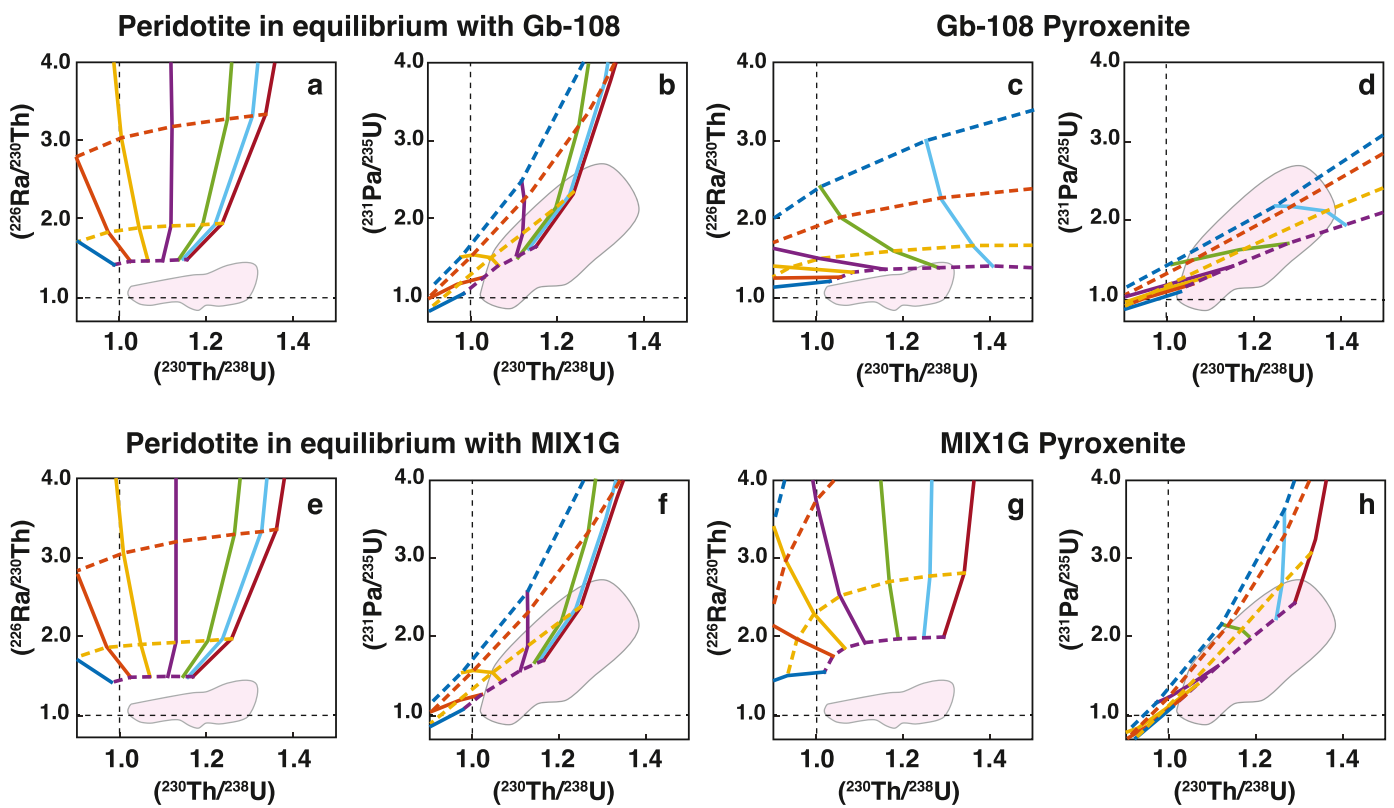 Peridotite in equilibrium with Gb-108
Gb-108 Pyroxenite
4.0
3.0
2.0
1.0
(²²⁶Ra/²³⁰Th)
a
1.0 1.2 1.4
(²³⁰Th/²³⁸U)
4.0
3.0
2.0
1.0
(²³¹Pa/²³⁵U)
b
1.0 1.2 1.4
(²³⁰Th/²³⁸U)
4.0
3.0
2.0
1.0
(²²⁶Ra/²³⁰Th)
c
1.0 1.2 1.4
(²³⁰Th/²³⁸U)
4.0
3.0
2.0
1.0
(²³¹Pa/²³⁵U)
d
1.0 1.2 1.4
(²³⁰Th/²³⁸U)
Peridotite in equilibrium with MIX1G
MIX1G Pyroxenite
4.0
3.0
2.0
1.0
(²²⁶Ra/²³⁰Th)
e
1.0 1.2 1.4
(²³⁰Th/²³⁸U)
4.0
3.0
2.0
1.0
(²³¹Pa/²³⁵U)
f
1.0 1.2 1.4
(²³⁰Th/²³⁸U)
4.0
3.0
2.0
1.0
(²²⁶Ra/²³⁰Th)
g
1.0 1.2 1.4
(²³⁰Th/²³⁸U)
4.0
3.0
2.0
1.0
(²³¹Pa/²³⁵U)
h
1.0 1.2 1.4
(²³⁰Th/²³⁸U)